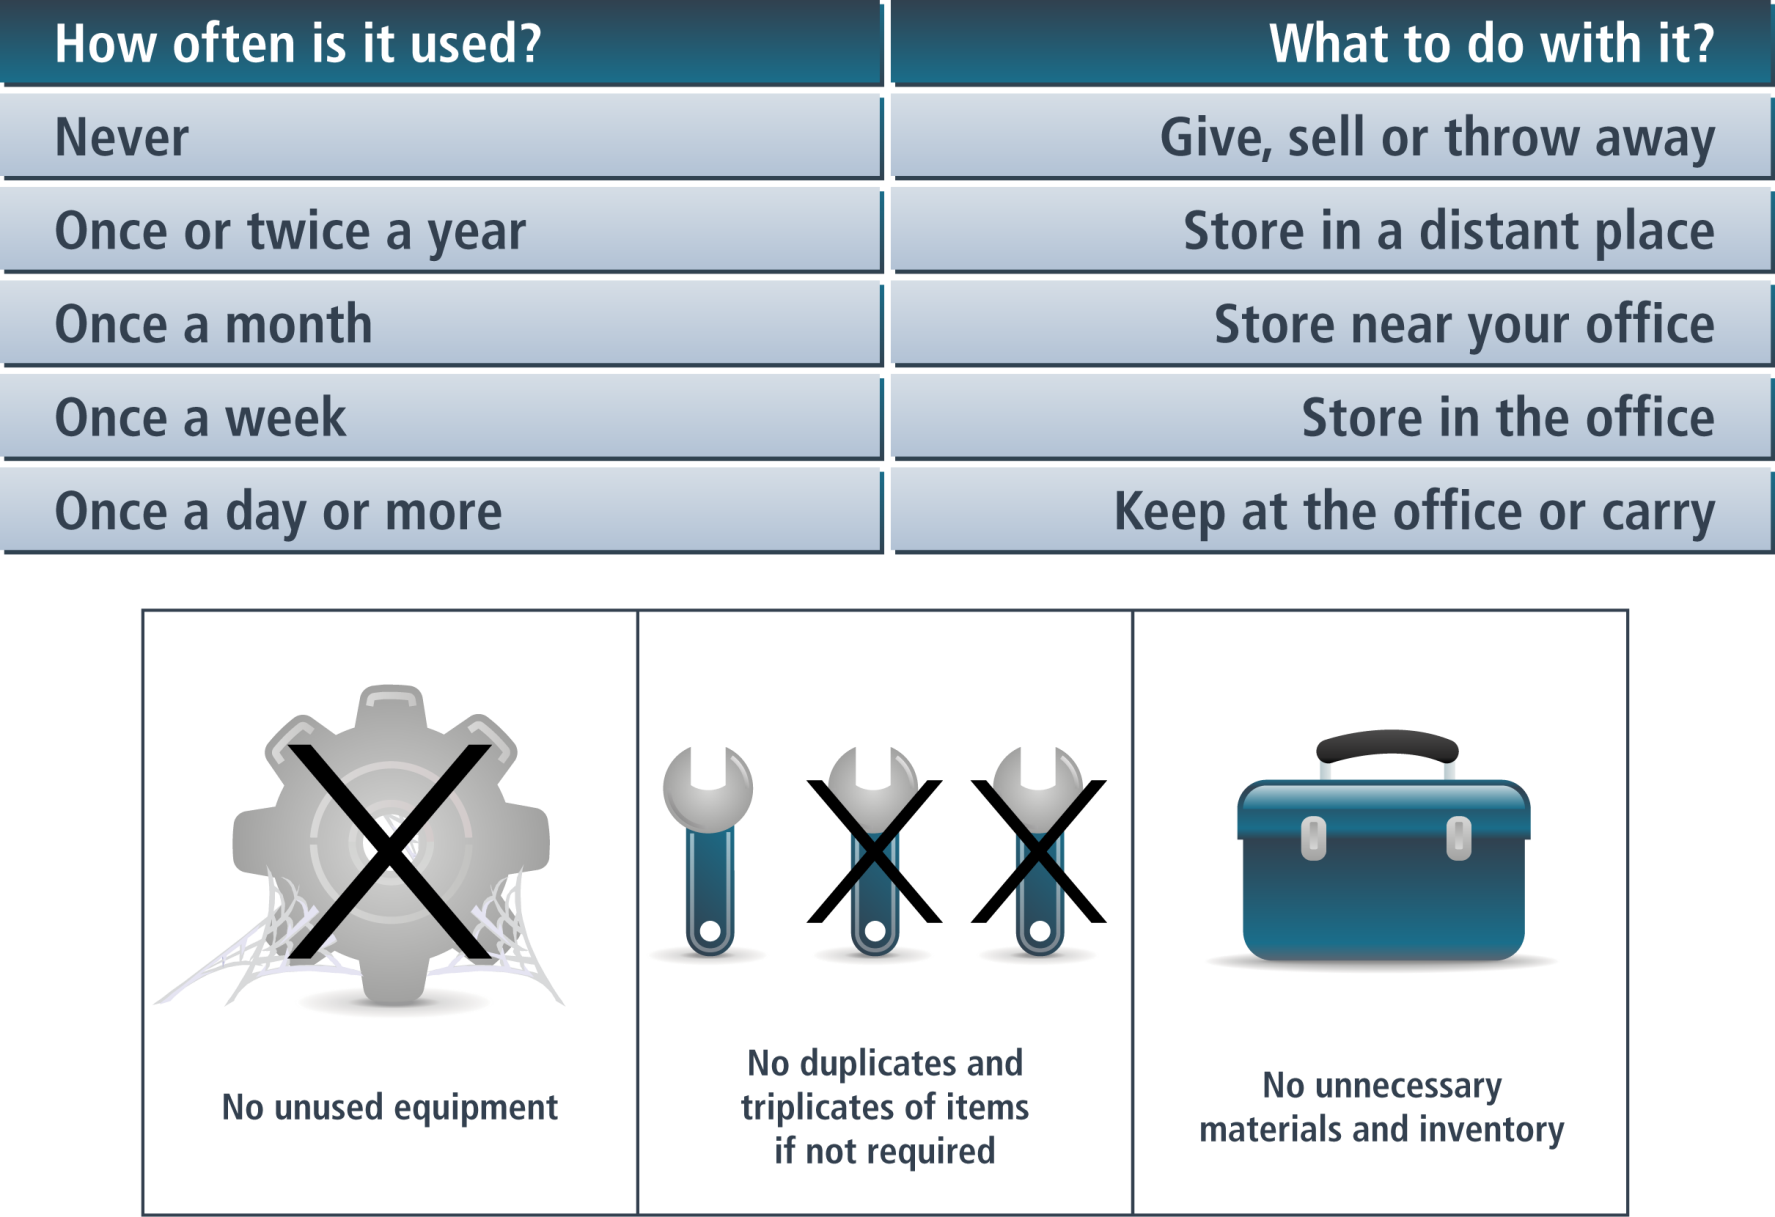 How often is it used?
What to do with it?
Never
Give, sell or throw away
Once or twice a year
Store in a distant place
Once a month
Store near your office
Once a week
Store in the office
Once a day or more
Keep at the office or carry
No unused equipment
No duplicates and
triplicates of items
if not required
No unnecessary
materials and inventory